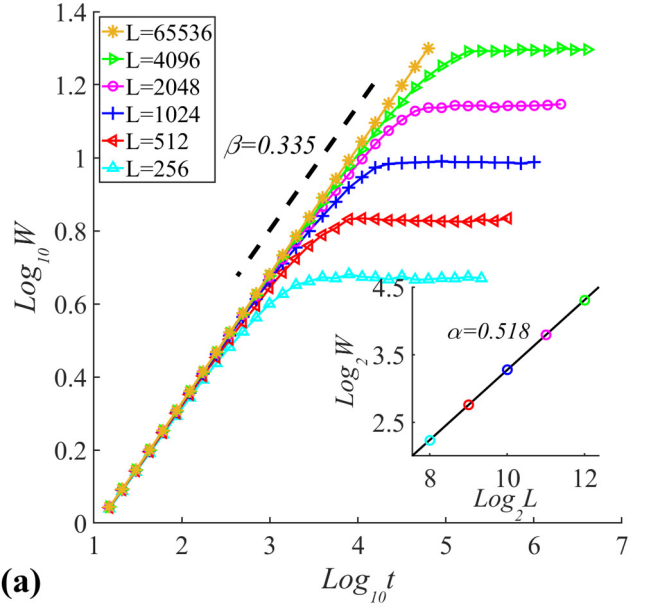 1.4
1.2
1
0.8
0.6
0.4
0.2
0
Log10W
L=65536
L=4096
L=2048
L=1024
L=512
L=256
β=0.335
4.5
3.5
2.5
Log2W
α=0.518
8 10 12
Log2L
1 2 3 4 5 6 7
Log10t
(a)